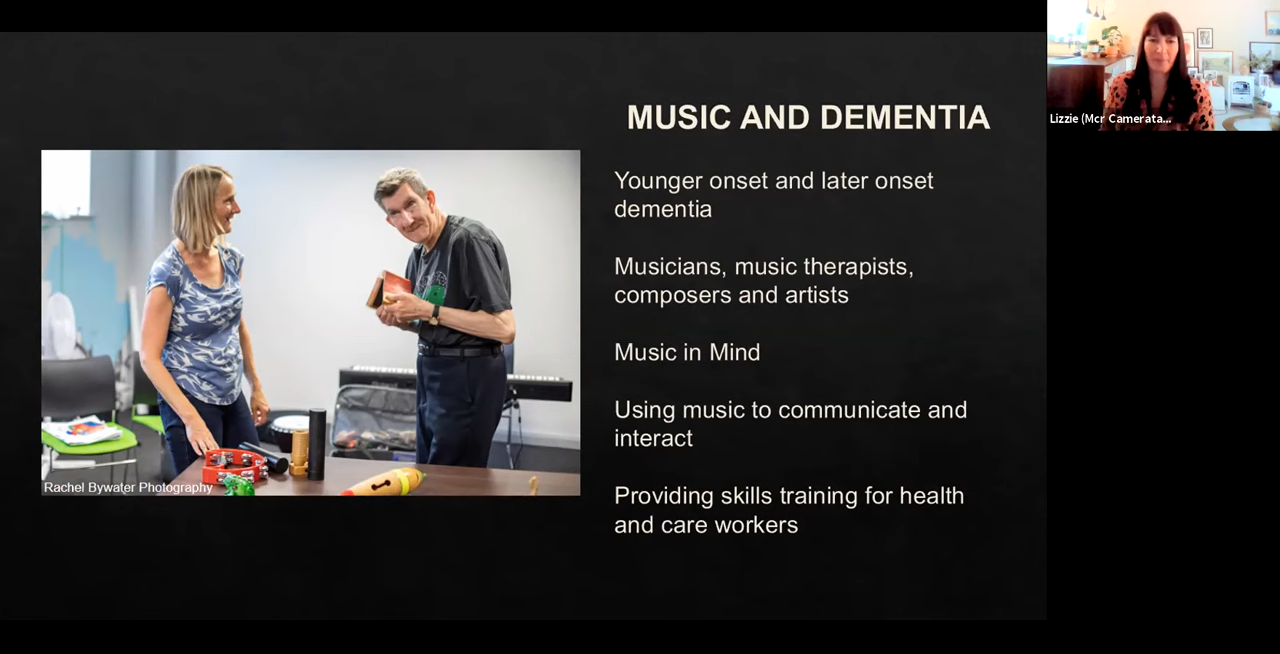 MUSIC AND DEMENTIA
Younger onset and later onset
dementia
Musicians, music therapists,
composers and artists
Music in Mind
Using music to communicate and
interact
Providing skills training for health
and care workers
Rachel Bywater Photography
Lizzie (Mcr Camerata...